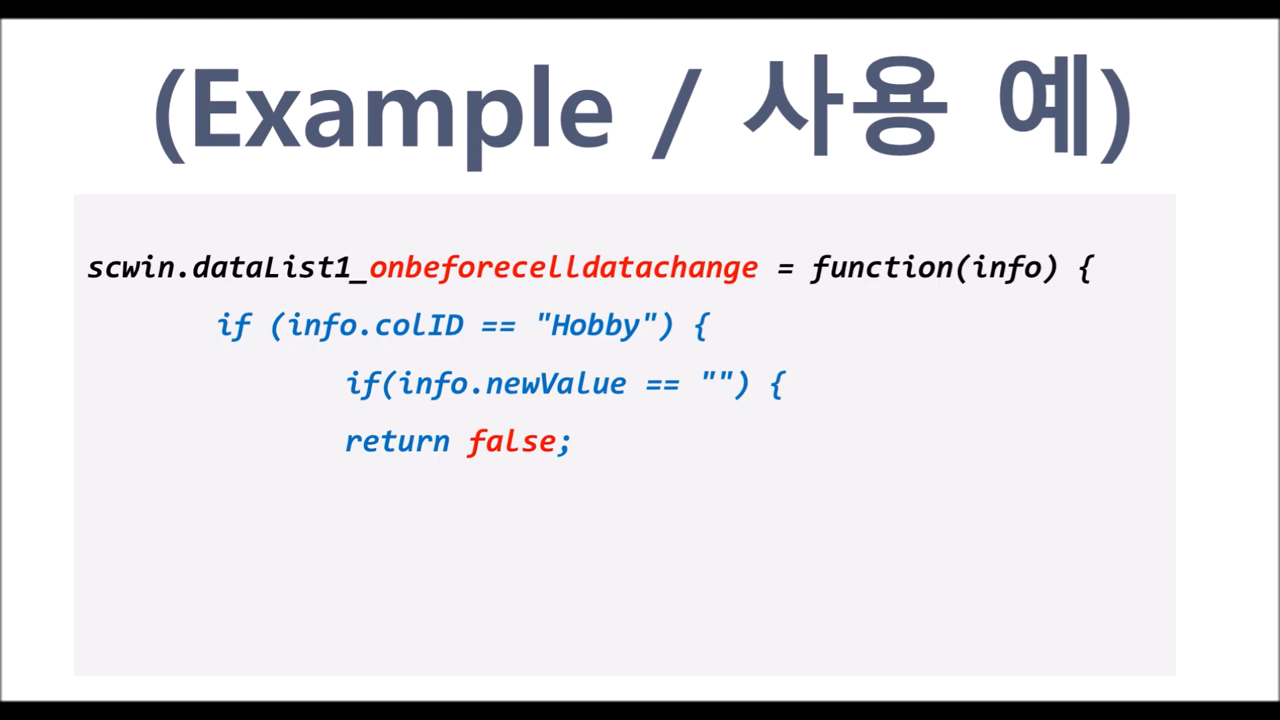 (Example / 사용 예)
scwin.dataList1_onbeforecelldatachange = function(info) {
if (info.colID == "Hobby") {
if(info.newValue == "") {
return false;